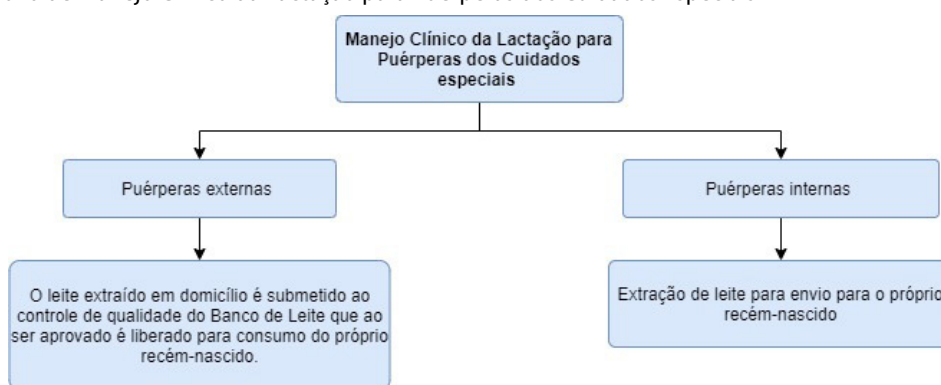 Manejo Clínico da Lactação para
Puérperas dos Cuidados
especiais
Puérperas externas
Puérperas internas
O leite extraído em domicílio é submetido ao
controle de qualidade do Banco de Leite que ao
ser aprovado é liberado para consumo do próprio
recém-nascido.
Extração de leite para envio para o próprio
recém-nascido